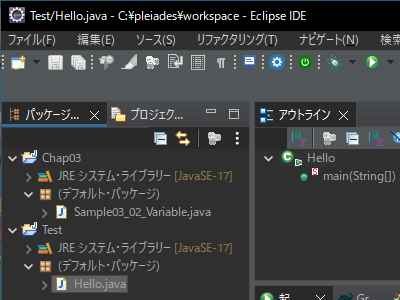 Test/Hello.java - C:¥pleiades¥workspace - Eclipse IDE
ファイル(F) 編集(E) ソース(S) リファクタリング(T) ナビゲート(N) 検索
パッケージ... プロジェク... アウトライン
Chap03
JRE システム・ライブラリー [JavaSE-17]
(デフォルト・パッケージ)
Sample03_02_Variable.java
Test
JRE システム・ライブラリー [JavaSE-17]
(デフォルト・パッケージ)
Hello.java
Hello
main(String[]) :
Gr